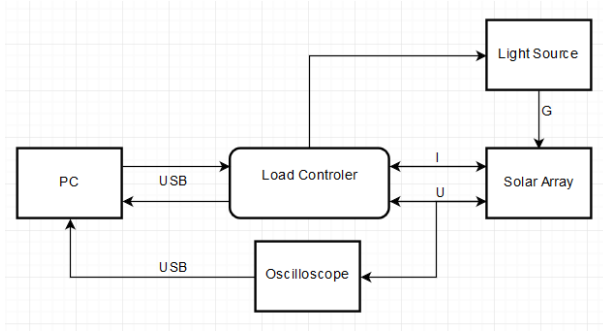 Light Source
G
PC
USB
Load Controler
I
U
Solar Array
USB
Oscilloscope